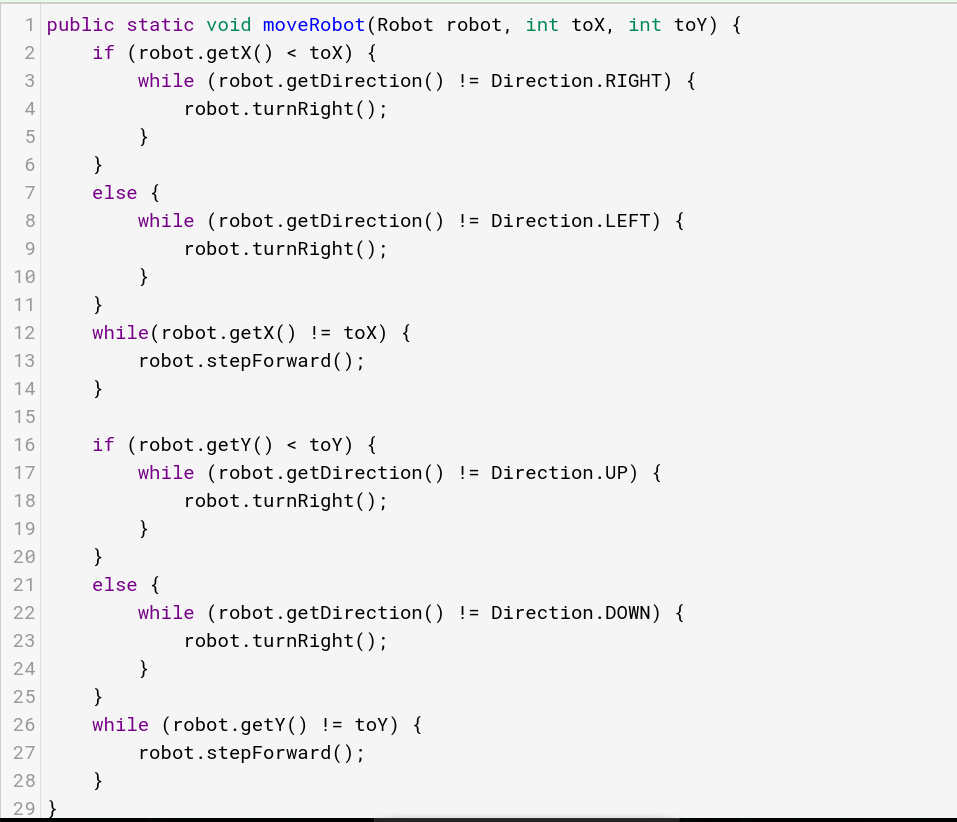 1 public static void moveRobot(Robot robot, int toX, int toY) {
2     if (robot.getX() < toX) {
3         while (robot.getDirection() != Direction.RIGHT) {
4             robot.turnRight();
5         }
6     }
7     else {
8         while (robot.getDirection() != Direction.LEFT) {
9             robot.turnRight();
10         }
11     }
12     while(robot.getX() != toX) {
13         robot.stepForward();
14     }
15
16     if (robot.getY() < toY) {
17         while (robot.getDirection() != Direction.UP) {
18             robot.turnRight();
19         }
20     }
21     else {
22         while (robot.getDirection() != Direction.DOWN) {
23             robot.turnRight();
24         }
25     }
26     while (robot.getY() != toY) {
27         robot.stepForward();
28     }
29 }